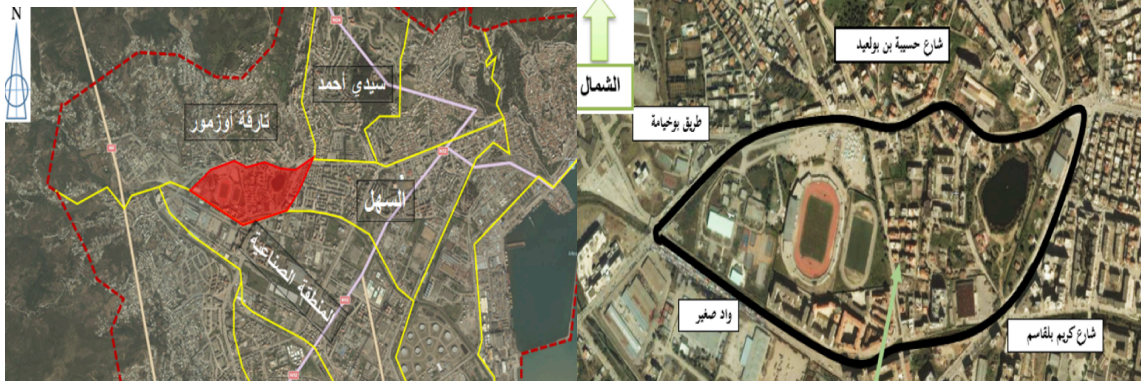 N
سيدي أحمد
تارقة أوزمور
السهل
المنطقة الصناعية
شارع حسيبة بن بولعيد
الشمال
طريق بوخيامة
واد صغير
شارع كريم بلقاسم